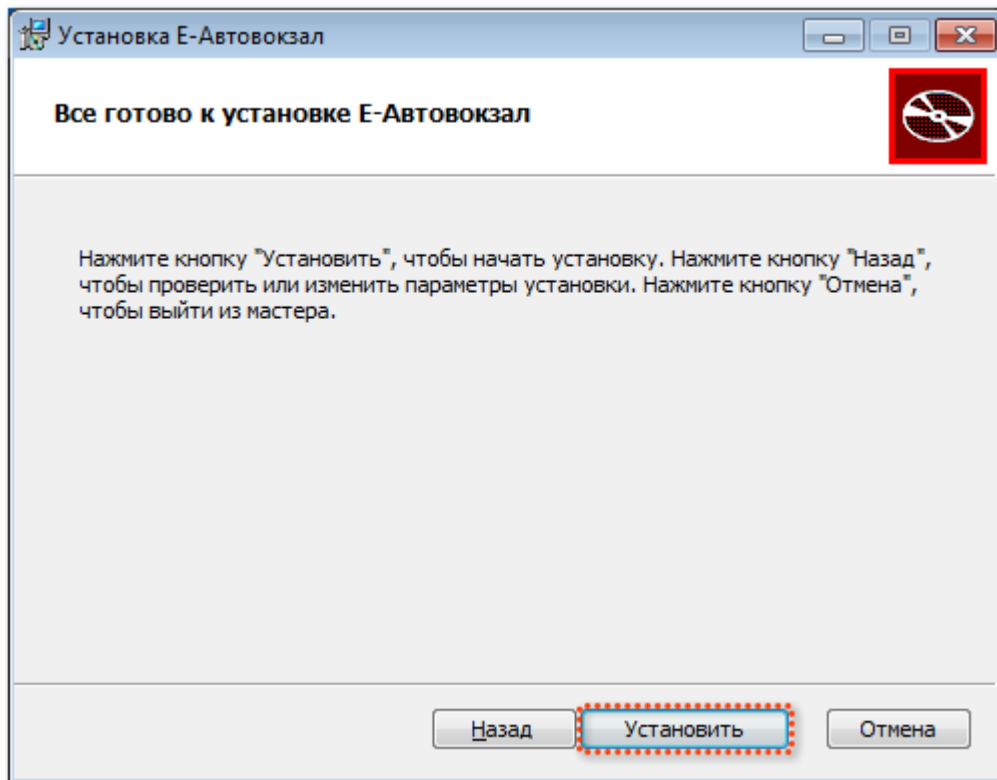 Установка Е-Автовокзал
Все готово к установке Е-Автовокзал
Нажмите кнопку "Установить", чтобы начать установку. Нажмите кнопку "Назад",
чтобы проверить или изменить параметры установки. Нажмите кнопку "Отмена",
чтобы выйти из мастера.
Назад
Установить
Отмена